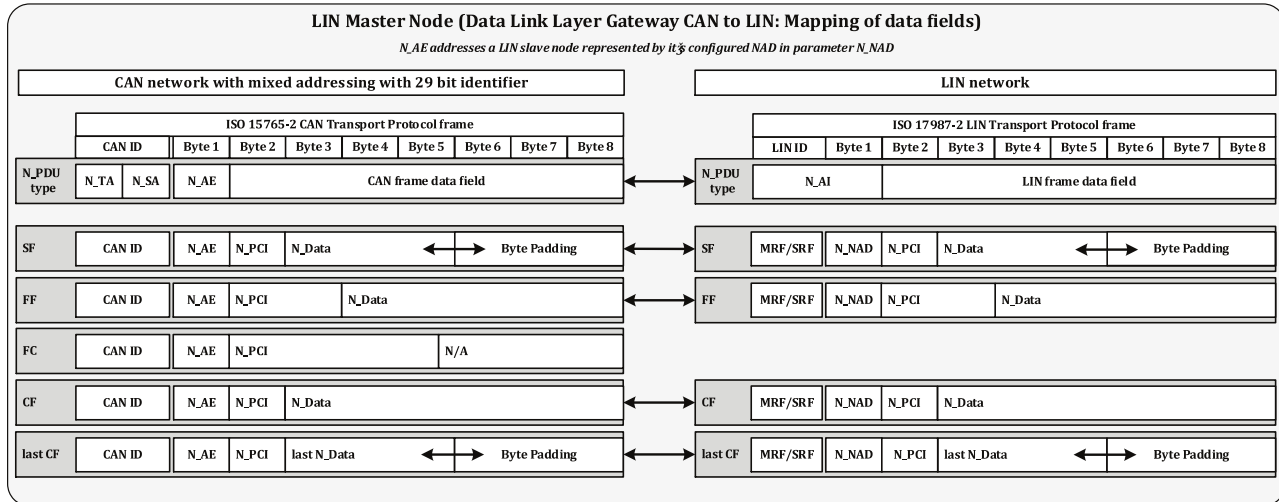 LIN Master Node (Data Link Layer Gateway CAN to LIN: Mapping of data fields)
N_AE addresses a LIN slave node represented by it's configured NAD in parameter N_NAD
CAN network with mixed addressing with 29 bit identifier
LIN network
ISO 15765-2 CAN Transport Protocol frame
ISO 17987-2 LIN Transport Protocol frame
CAN ID Byte 1 Byte 2 Byte 3 Byte 4 Byte 5 Byte 6 Byte 7 Byte 8
LIN ID Byte 1 Byte 2 Byte 3 Byte 4 Byte 5 Byte 6 Byte 7 Byte 8
N_PDU type N_TA N_SA N_AE CAN frame data field
N_PDU type N_AI LIN frame data field
SF CAN ID N_AE N_PCI N_Data Byte Padding
SF MRF/SRF N_NAD N_PCI N_Data Byte Padding
FF CAN ID N_AE N_PCI N_Data
FF MRF/SRF N_NAD N_PCI N_Data
FC CAN ID N_AE N_PCI N/A
CF CAN ID N_AE N_PCI N_Data
CF MRF/SRF N_NAD N_PCI N_Data
last CF CAN ID N_AE N_PCI last N_Data Byte Padding
last CF MRF/SRF N_NAD N_PCI last N_Data Byte Padding